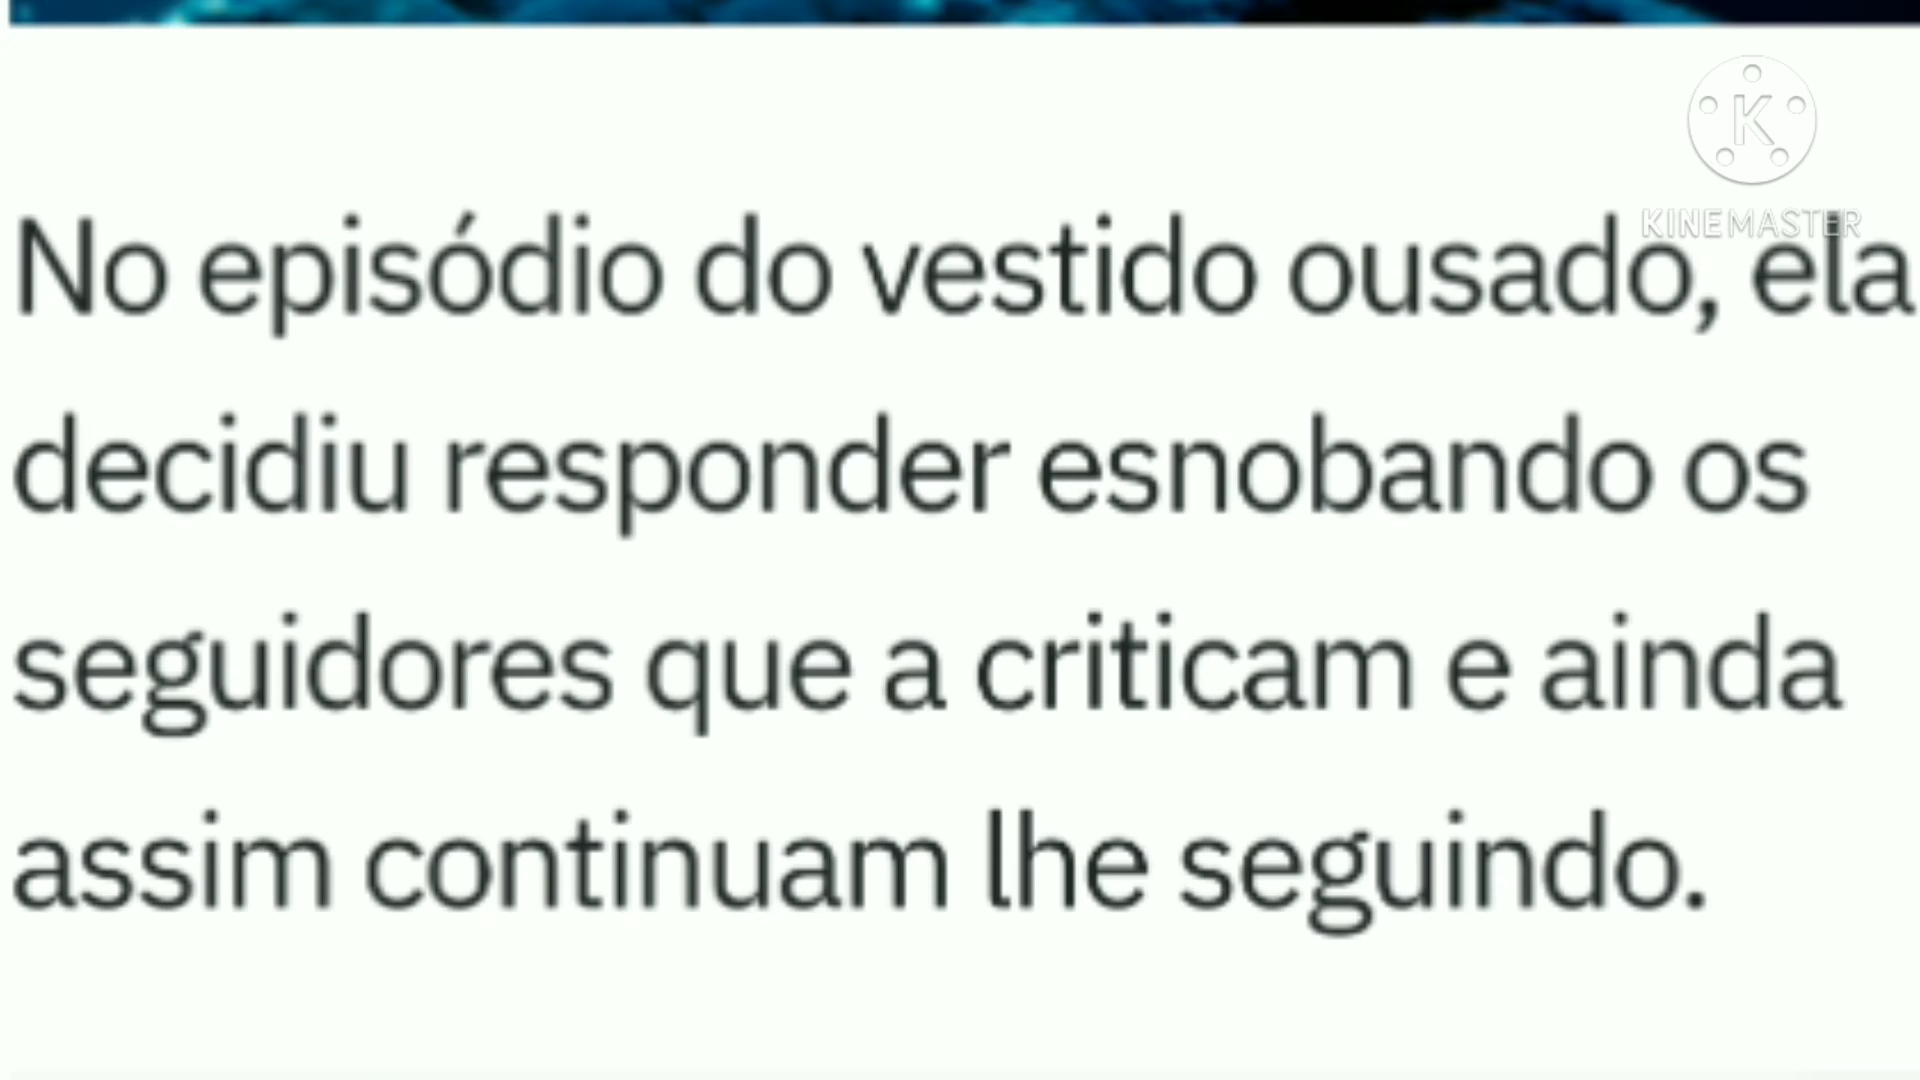 KINEMASTER
No episódio do vestido ousado, ela
decidiu responder esnobando os
seguidores que a criticam e ainda
assim continuam lhe seguindo.